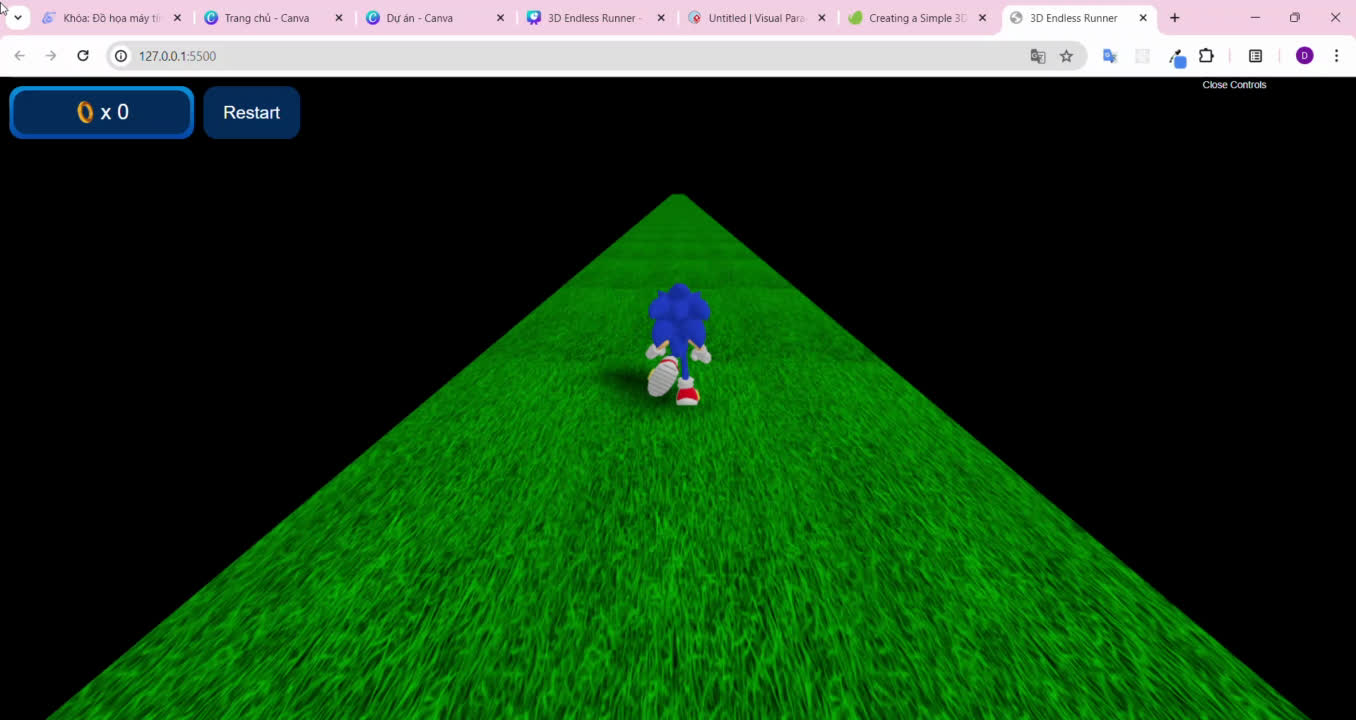 Khóa: Đồ họa máy tí
Trang chủ - Canva
Dự án - Canva
3D Endless Runner -
Untitled | Visual Para
Creating a Simple 3D
3D Endless Runner
127.0.0.1:5500
D
Close Controls
x 0
Restart